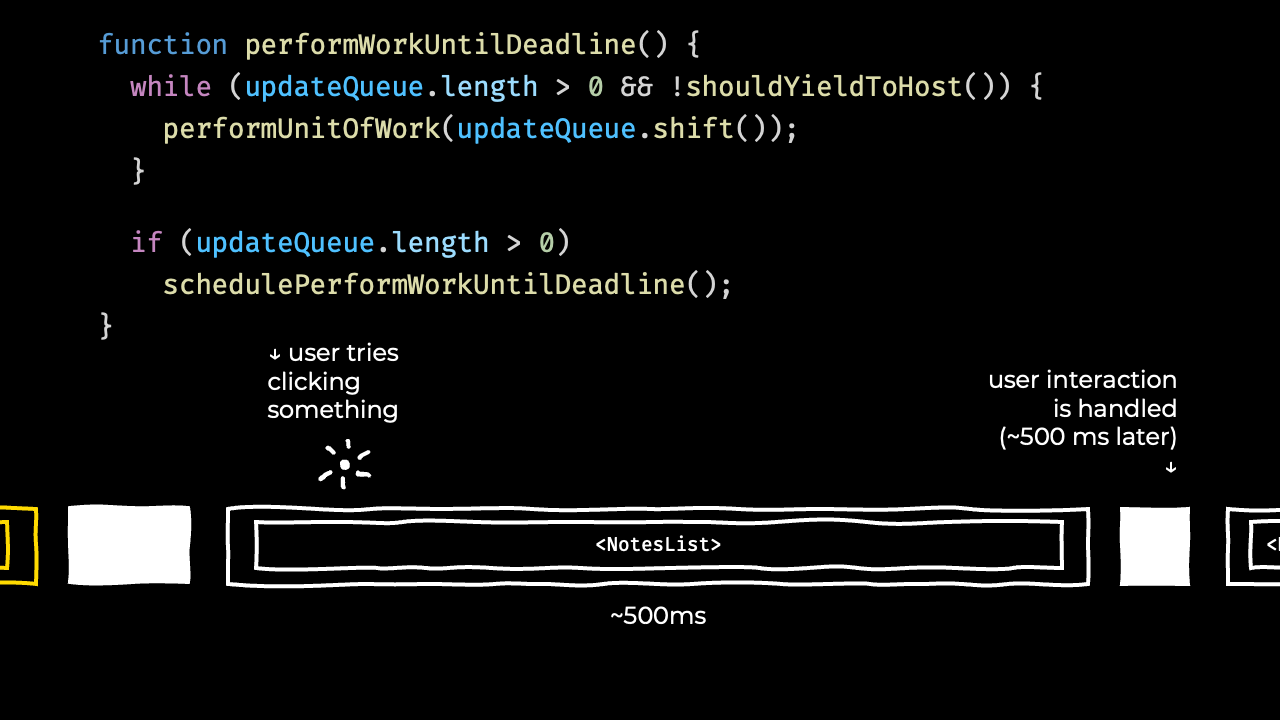 function performWorkUntilDeadline() {
  while (updateQueue.length > 0 && !shouldYieldToHost()) {
    performUnitOfWork(updateQueue.shift());
  }

  if (updateQueue.length > 0)
    schedulePerformWorkUntilDeadline();
}
↓ user tries
clicking
something
user interaction
is handled
(~500 ms later)
↓
<NotesList>
~500ms